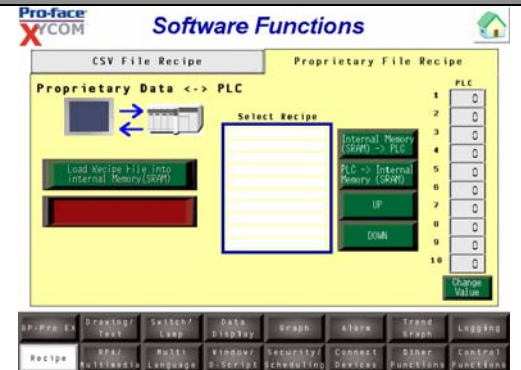 Pro-face
XYCOM
Software Functions
CSV File Recipe
Proprietary File Recipe
Proprietary Data <-> PLC
Select Recipe
PLC
1 0
2 0
3 0
4 0
5 0
6 0
7 0
8 0
9 0
10 0
Internal Memory
(SRAM) -> PLC
PLC -> Internal
Memory (SRAM)
UP
DOWN
Load Recipe File into
internal Memory(SRAM)
Change
Value
GP-Pro EX
Drawing/
Text
Switch/
Lamp
Data
Display
Graph
Alarm
Trend
Graph
Logging
Recipe
RPA/
Multimedia
Multi
Language
Window/
D-Script
Security/
Scheduling
Connect
Devices
Other
Functions
Control
Functions